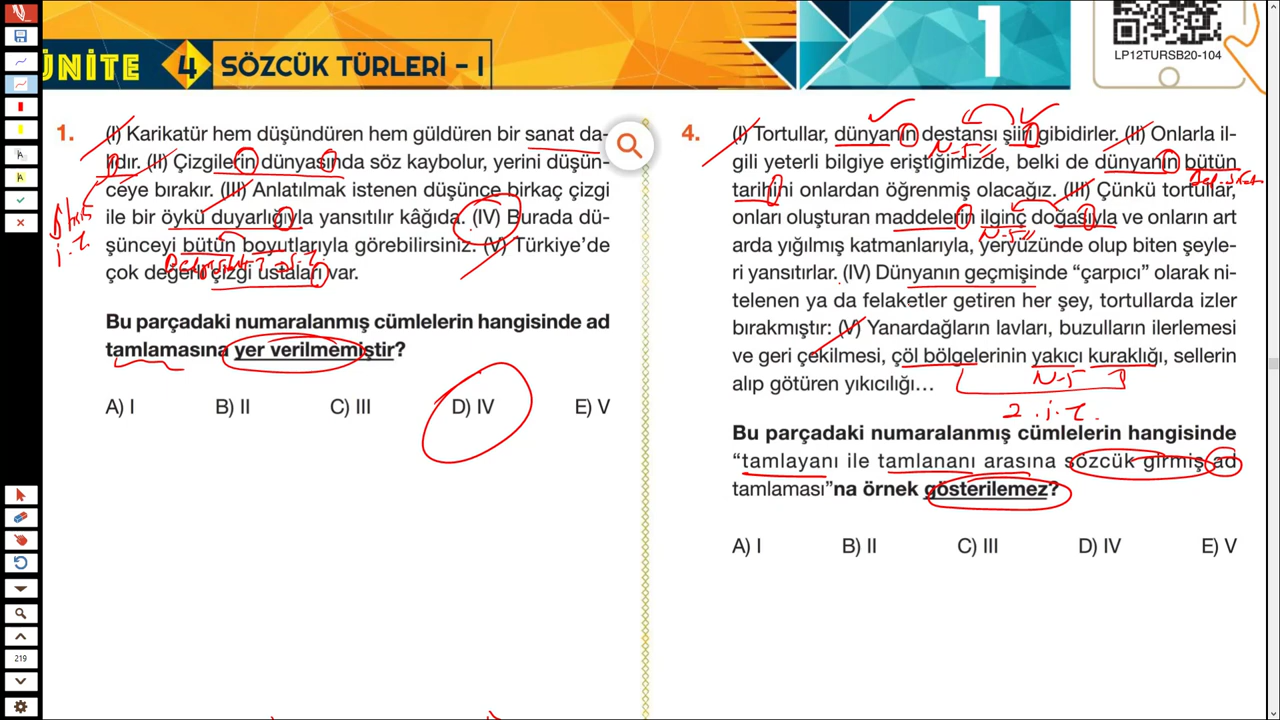 ÜNİTE 4 SÖZCÜK TÜRLERİ - I
1
LP12TURSB20-104
1. (I) Karikatür hem düşündüren hem güldüren bir sanat da-
lıdır. (II) Çizgilerin dünyasında söz kaybolur, yerini düşün-
ceye bırakır. (III) Anlatılmak istenen düşünce birkaç çizgi
ile bir öykü duyarlığıyla yansıtılır kâğıda. (IV) Burada dü-
şünceyi bütün boyutlarıyla görebilirsiniz. (V) Türkiye’de
çok değerli çizgi ustaları var.
Bu parçadaki numaralanmış cümlelerin hangisinde ad
tamlamasına yer verilmemiştir?
A) I B) II C) III D) IV E) V
4. (I) Tortullar, dünyanın destansı şiiri gibidirler. (II) Onlarla il-
gili yeterli bilgiye eriştiğinizde, belki de dünyanın bütün
tarihini onlardan öğrenmiş olacağız. (III) Çünkü tortullar,
onları oluşturan maddelerin ilginç doğasıyla ve onların art
arda yığılmış katmanlarıyla, yeryüzünde olup biten şeyle-
ri yansıtırlar. (IV) Dünyanın geçmişinde “çarpıcı” olarak ni-
telenen ya da felaketler getiren her şey, tortullarda izler
bırakmıştır: (V) Yanardağların lavları, buzulların ilerlemesi
ve geri çekilmesi, çöl bölgelerinin yakıcı kuraklığı, sellerin
alıp götüren yıkıcılığı…
N-5
2. i. t.
Bu parçadaki numaralanmış cümlelerin hangisinde
“tamlayanı ile tamlananı arasına sözcük girmiş ad
tamlaması”na örnek gösterilemez?
A) I B) II C) III D) IV E) V
219